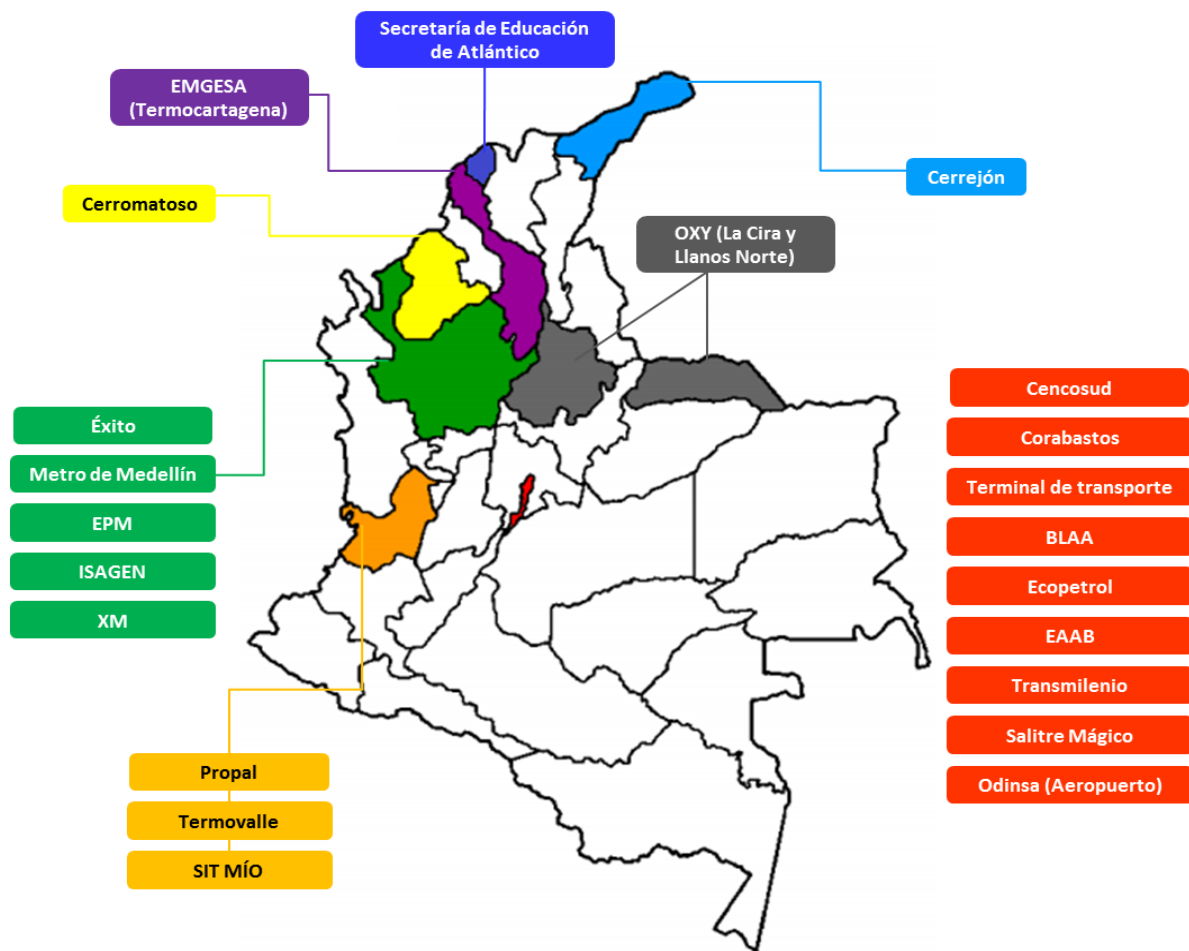 Secretaría de Educación
de Atlántico
EMGESA
(Termocartagena)
Cerrejón
Cerromatoso
OXY (La Cira y
Llanos Norte)
Éxito
Metro de Medellín
EPM
ISAGEN
XM
Cencosud
Corabastos
Terminal de transporte
BLAA
Ecopetrol
EAAB
Transmilenio
Salitre Mágico
Odinsa (Aeropuerto)
Propal
Termovalle
SIT MÍO